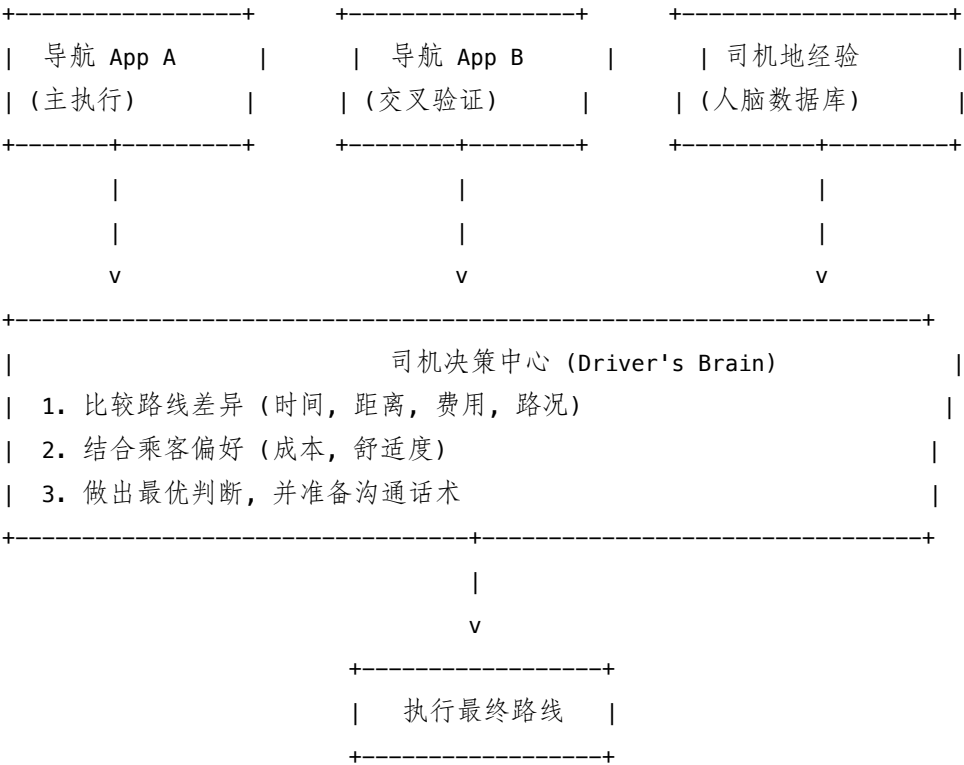 导航 App A 导航 App B 司机地经验
(主执行) (交叉验证) (人脑数据库)
司机决策中心 (Driver's Brain)
1. 比较路线差异 (时间, 距离, 费用, 路况)
2. 结合乘客偏好 (成本, 舒适度)
3. 做出最优判断, 并准备沟通话术
执行最终路线